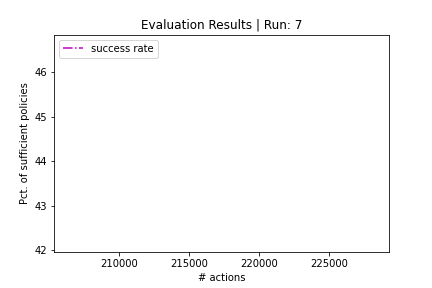 Evaluation Results | Run: 7
success rate
Pct. of sufficient policies
46
45
44
43
42
210000 215000 220000 225000
# actions